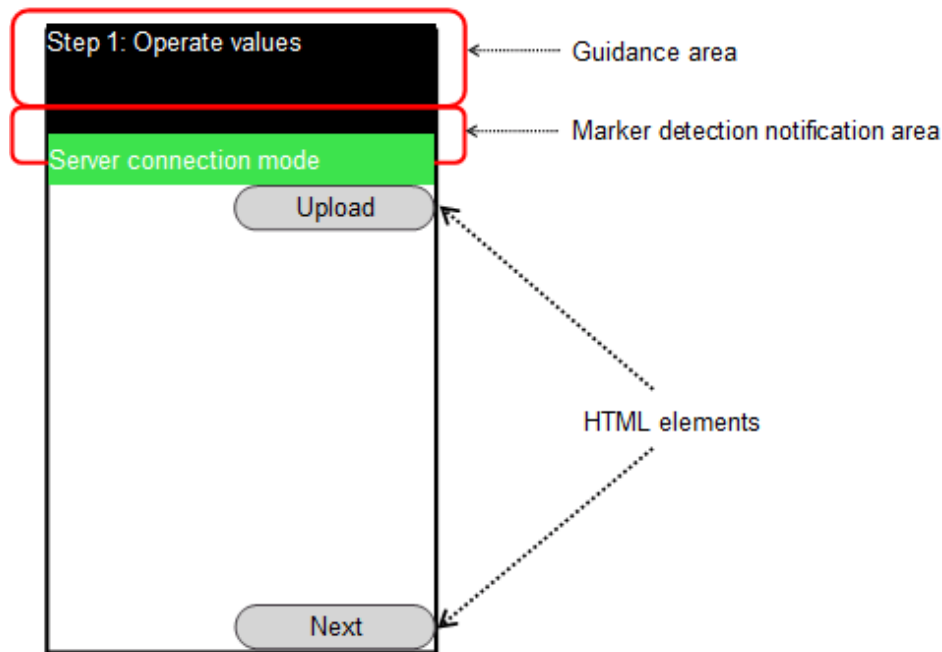 Step 1: Operate values
Guidance area
Marker detection notification area
Server connection mode
Upload
HTML elements
Next